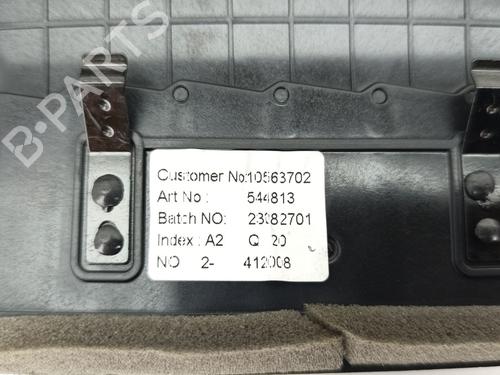 B-PARTS
Customer No:10563702
Art No: 544813
Batch NO: 23082701
Index: A2 Q 20
NO 2- 412008